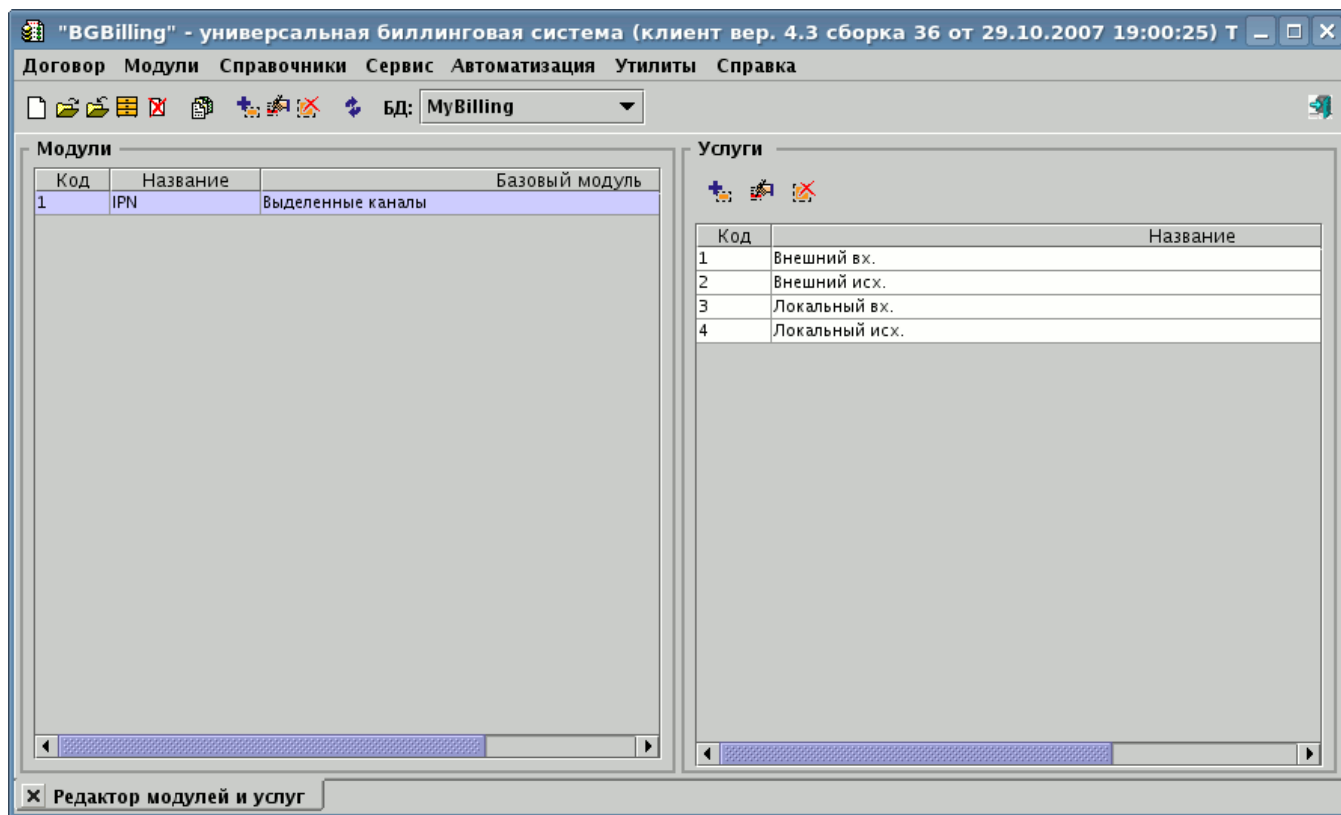 "BGBilling" - универсальная биллинговая система (клиент вер. 4.3 сборка 36 от 29.10.2007 19:00:25) T
Договор Модули Справочники Сервис Автоматизация Утилиты Справка
БД: MyBilling
Модули
Код Название Базовый модуль
1 IPN Выделенные каналы
Услуги
Код Название
1 Внешний вх.
2 Внешний исх.
3 Локальный вх.
4 Локальный исх.
Редактор модулей и услуг